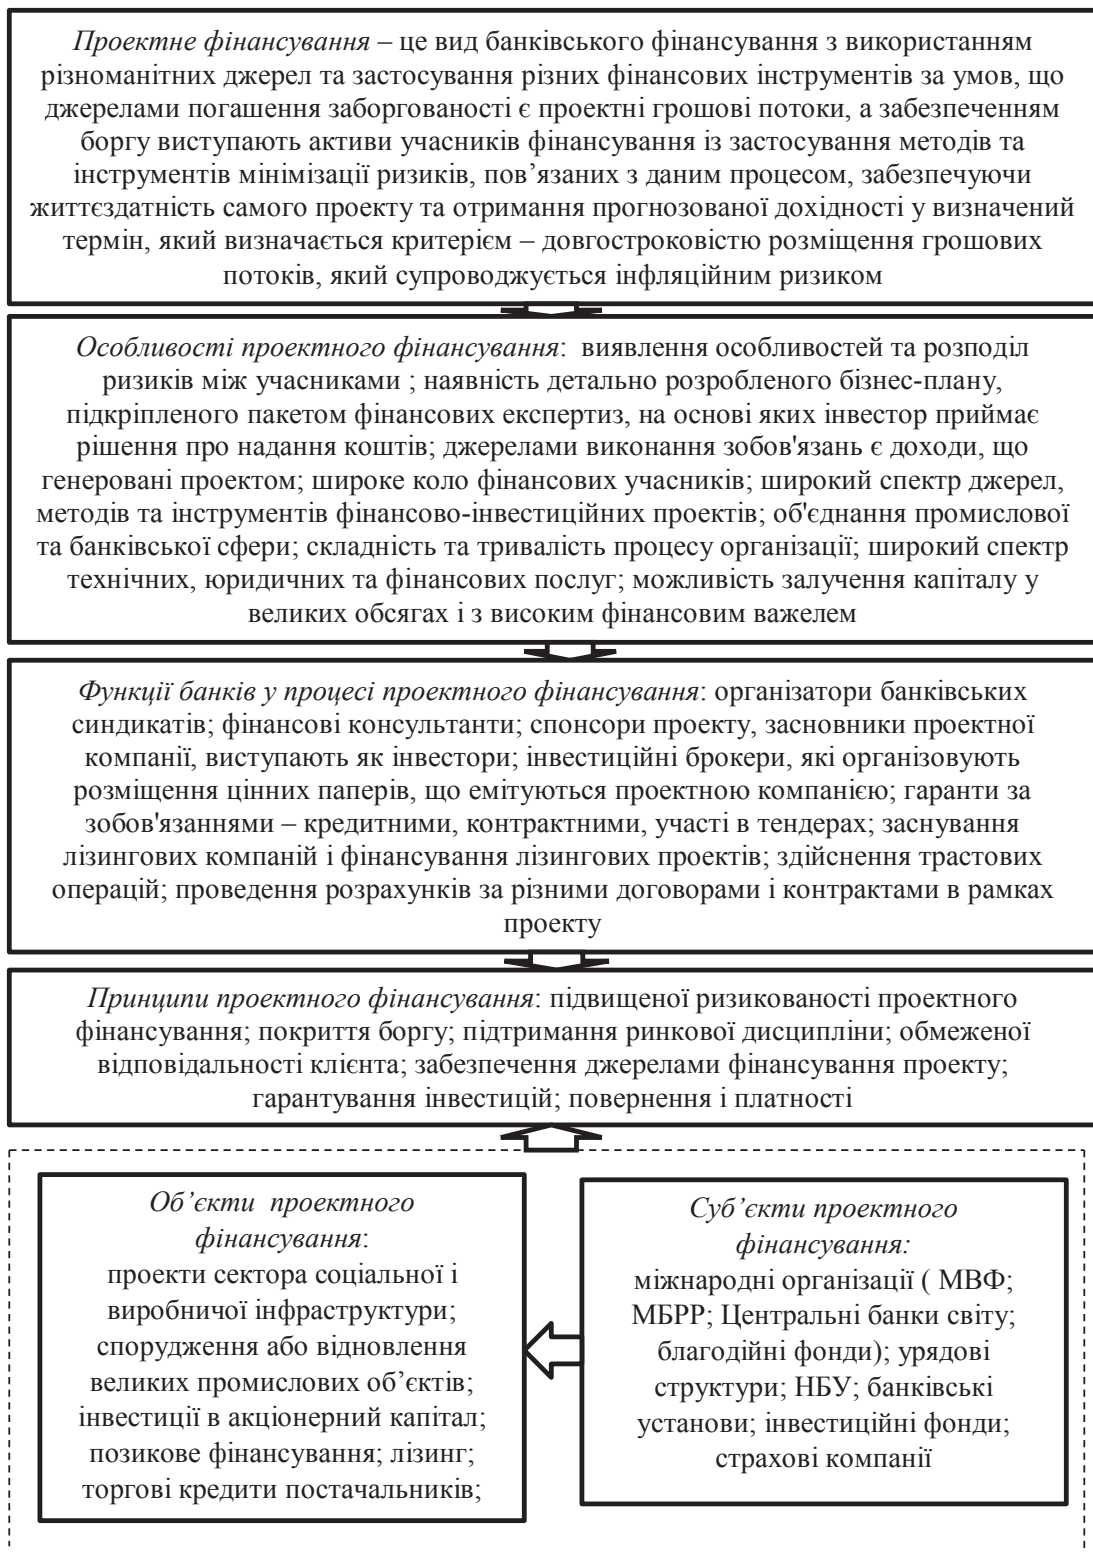 Проектне фінансування – це вид банківського фінансування з використанням
різноманітних джерел та застосування різних фінансових інструментів за умов, що
джерелами погашення заборгованості є проектні грошові потоки, а забезпеченням
боргу виступають активи учасників фінансування із застосування методів та
інструментів мінімізації ризиків, пов’язаних з даним процесом, забезпечуючи
життєздатність самого проекту та отримання прогнозованої дохідності у визначений
термін, який визначається критерієм – довгостроковістю розміщення грошових
потоків, який супроводжується інфляційним ризиком
Особливості проектного фінансування:  виявлення особливостей та розподіл
ризиків між учасниками ; наявність детально розробленого бізнес-плану,
підкріпленого пакетом фінансових експертиз, на основі яких інвестор приймає
рішення про надання коштів; джерелами виконання зобов'язань є доходи, що
генеровані проектом; широке коло фінансових учасників; широкий спектр джерел,
методів та інструментів фінансово-інвестиційних проектів; об'єднання промислової
та банківської сфери; складність та тривалість процесу організації; широкий спектр
технічних, юридичних та фінансових послуг; можливість залучення капіталу у
великих обсягах і з високим фінансовим важелем
Функції банків у процесі проектного фінансування: організатори банківських
синдикатів; фінансові консультанти; спонсори проекту, засновники проектної
компанії, виступають як інвестори; інвестиційні брокери, які організовують
розміщення цінних паперів, що емітуються проектною компанією; гаранти за
зобов'язаннями – кредитними, контрактними, участі в тендерах; заснування
лізингових компаній і фінансування лізингових проектів; здійснення трастових
операцій; проведення розрахунків за різними договорами і контрактами в рамках
проекту
Принципи проектного фінансування: підвищеної ризикованості проектного
фінансування; покриття боргу; підтримання ринкової дисципліни; обмеженої
відповідальності клієнта; забезпечення джерелами фінансування проекту;
гарантування інвестицій; повернення і платності
Об’єкти  проектного
фінансування:
проекти сектора соціальної і
виробничої інфраструктури;
спорудження або відновлення
великих промислових об’єктів;
інвестиції в акціонерний капітал;
позикове фінансування; лізинг;
торгові кредити постачальників;
Суб’єкти проектного
фінансування:
міжнародні організації ( МВФ;
МБРР; Центральні банки світу;
благодійні фонди); урядові
структури; НБУ; банківські
установи; інвестиційні фонди;
страхові компанії